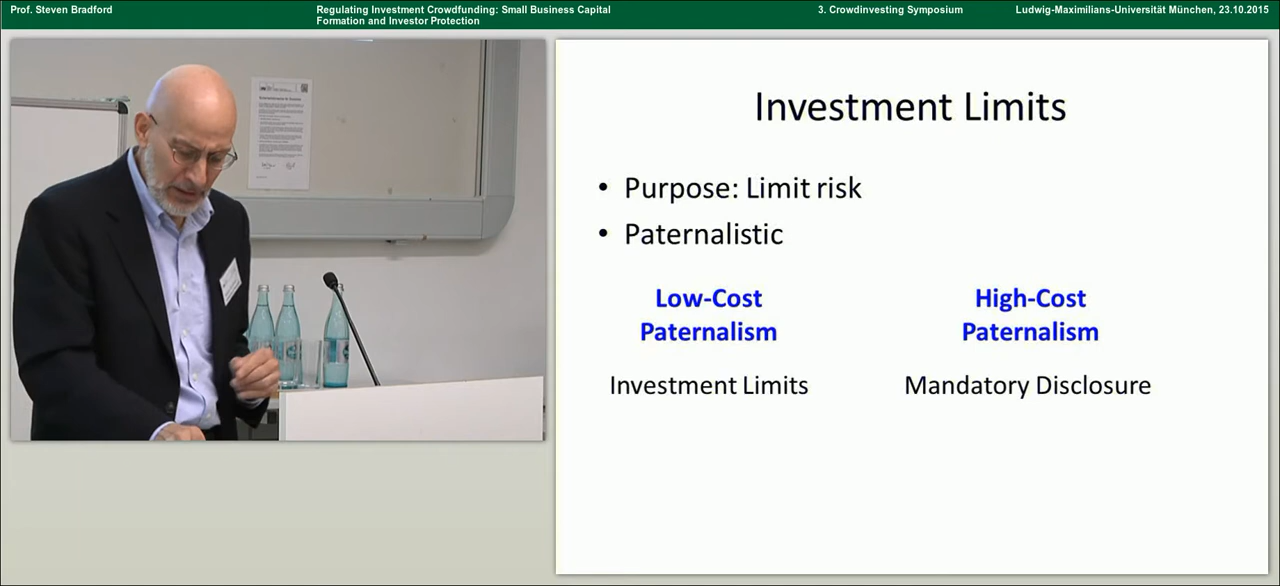 Prof. Steven Bradford
Regulating Investment Crowdfunding: Small Business Capital
Formation and Investor Protection
3. Crowdinvesting Symposium
Ludwig-Maximilians-Universität München, 23.10.2015
Investment Limits
• Purpose: Limit risk
• Paternalistic
Low-Cost
Paternalism
High-Cost
Paternalism
Investment Limits
Mandatory Disclosure